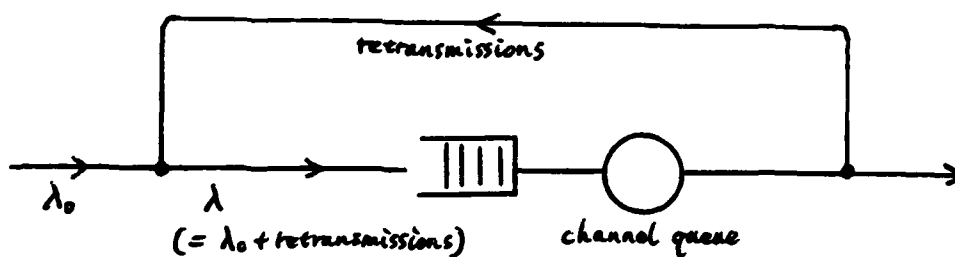 retransmissions
λ₀
λ
(= λ₀ + retransmissions)
channel queue